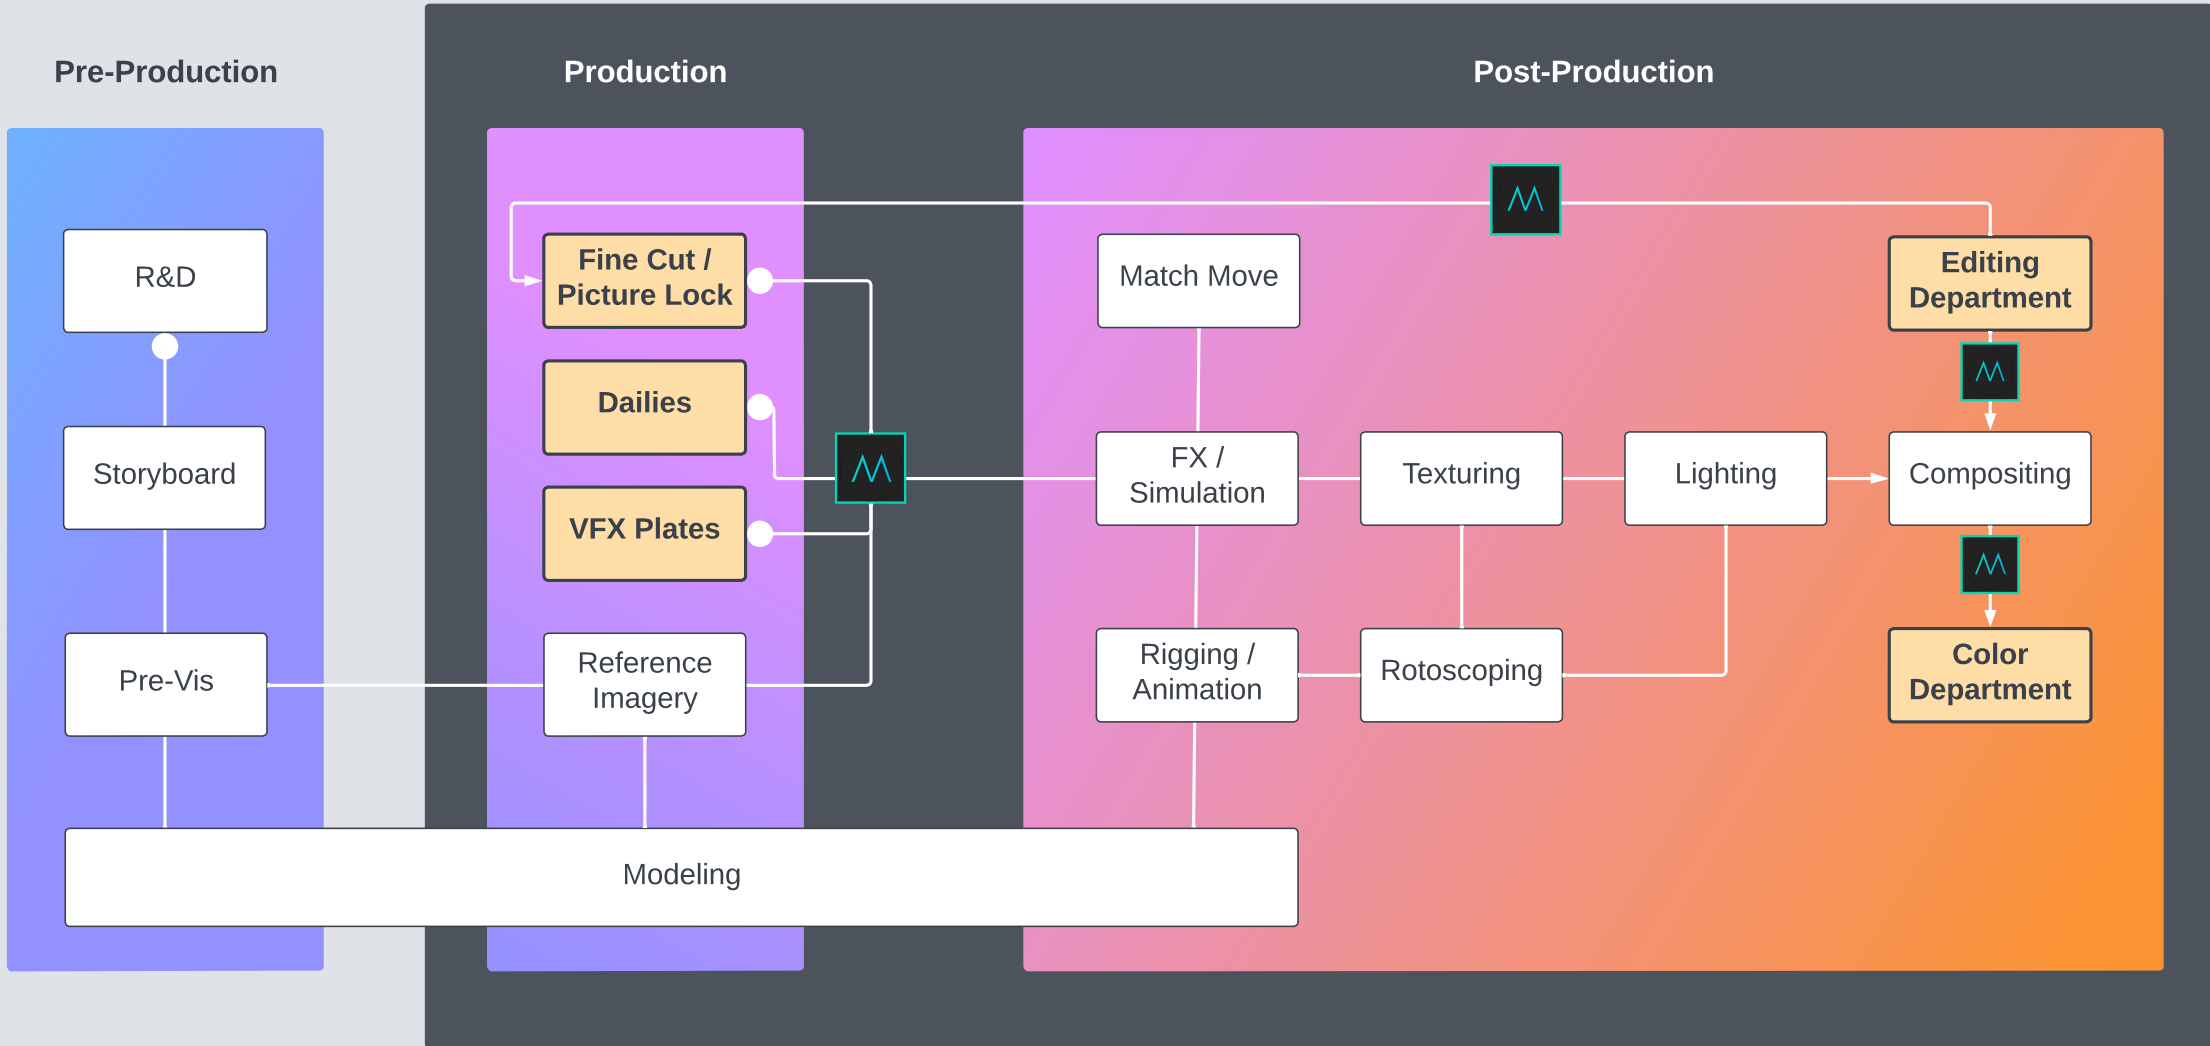 Pre-Production
Production
Post-Production
R&D
Storyboard
Pre-Vis
Fine Cut /
Picture Lock
Dailies
VFX Plates
Reference
Imagery
Modeling
Match Move
FX /
Simulation
Rigging /
Animation
Texturing
Rotoscoping
Lighting
Editing
Department
Compositing
Color
Department